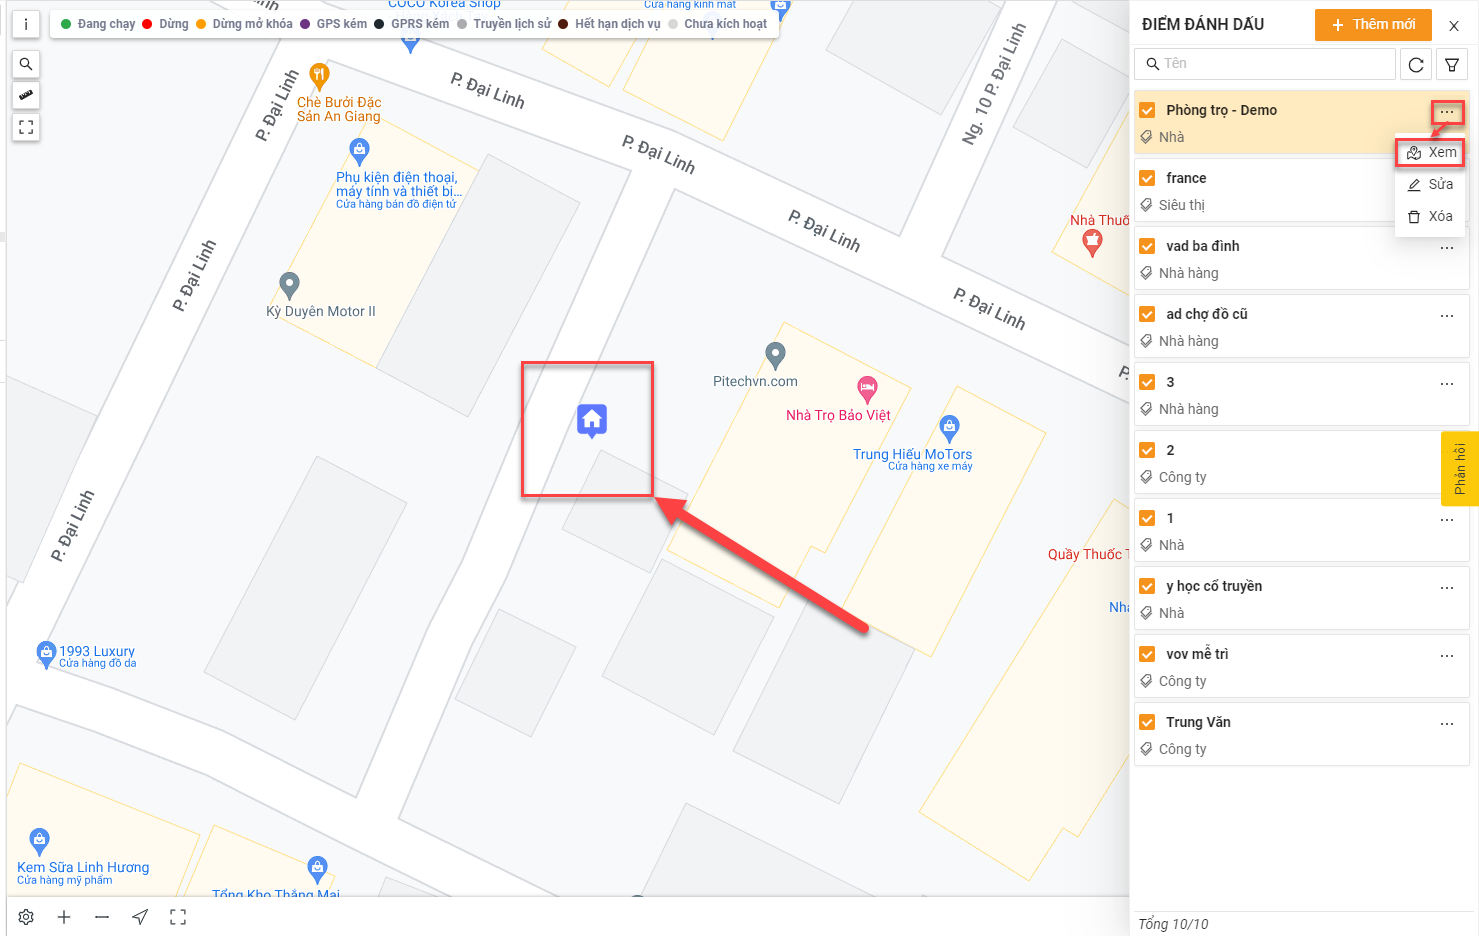 COCO Korea Shop
Cửa hàng kính mắt
i
Đang chạy
Dừng
Dừng mở khóa
GPS kém
GPRS kém
Truyền lịch sử
Hết hạn dịch vụ
Chưa kích hoạt
P. Đại Linh
P. Đại Linh
P. Đại Linh
P. Đại Linh
P. Đại Linh
P. Đại Linh
P. Đại Linh
Ng. 10 P. Đại Linh
P.
Chè Bưởi Đặc
Sản An Giang
Phụ kiện điện thoại,
máy tính và thiết bị...
Cửa hàng bán đồ điện tử
Kỳ Duyên Motor II
Nhà Thuố
Pitechvn.com
Nhà Trọ Bảo Việt
Trung Hiếu MoTors
Cửa hàng xe máy
Quầy Thuốc T
Nhà
1993 Luxury
Cửa hàng đồ da
Kem Sữa Linh Hương
Cửa hàng mỹ phẩm
Tổng Kho Thắng Mai
ĐIỂM ĐÁNH DẤU
Thêm mới
Tên
Phòng trọ - Demo
Nhà
Xem
Sửa
Xóa
france
Siêu thị
vad ba đình
Nhà hàng
ad chợ đồ cũ
Nhà hàng
3
Nhà hàng
2
Công ty
Phản hồi
1
Nhà
y học cổ truyền
Nhà
vov mễ trì
Công ty
Trung Văn
Công ty
Tổng 10/10